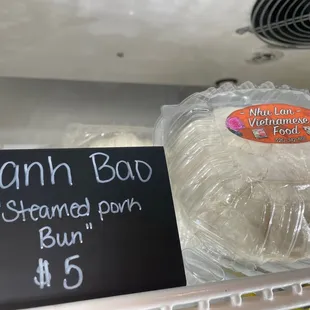 anh Bao
"Steamed pork
Bun"
$5
Nhu Lan
Vietnamese
Food